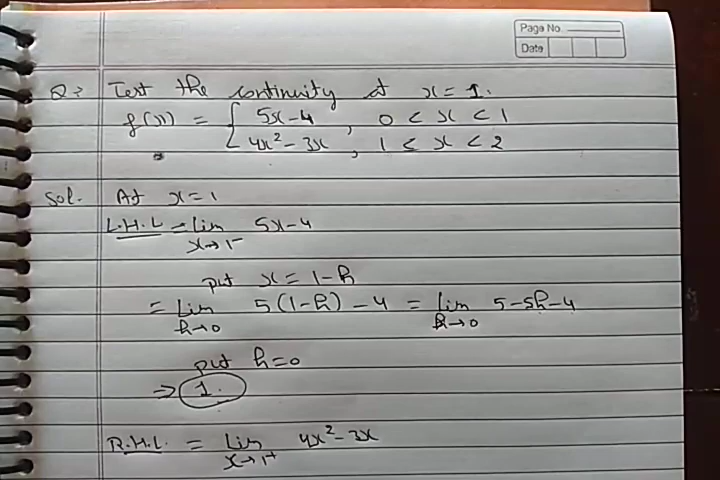 Page No.
Date
Q⇒ Test the continuity at x = 1.
f(x) = { 5x-4 , 0 < x < 1
4x² - 3x , 1 ≤ x < 2
Sol. At x=1
L.H.L = lim x→1⁻ 5x-4
put x = 1-h
= Lim h→0 5(1-h) - 4 = lim h→0 5-5h-4
put h=0
⇒ 1.
R.H.L. = Lim x→1⁺ 4x²-3x